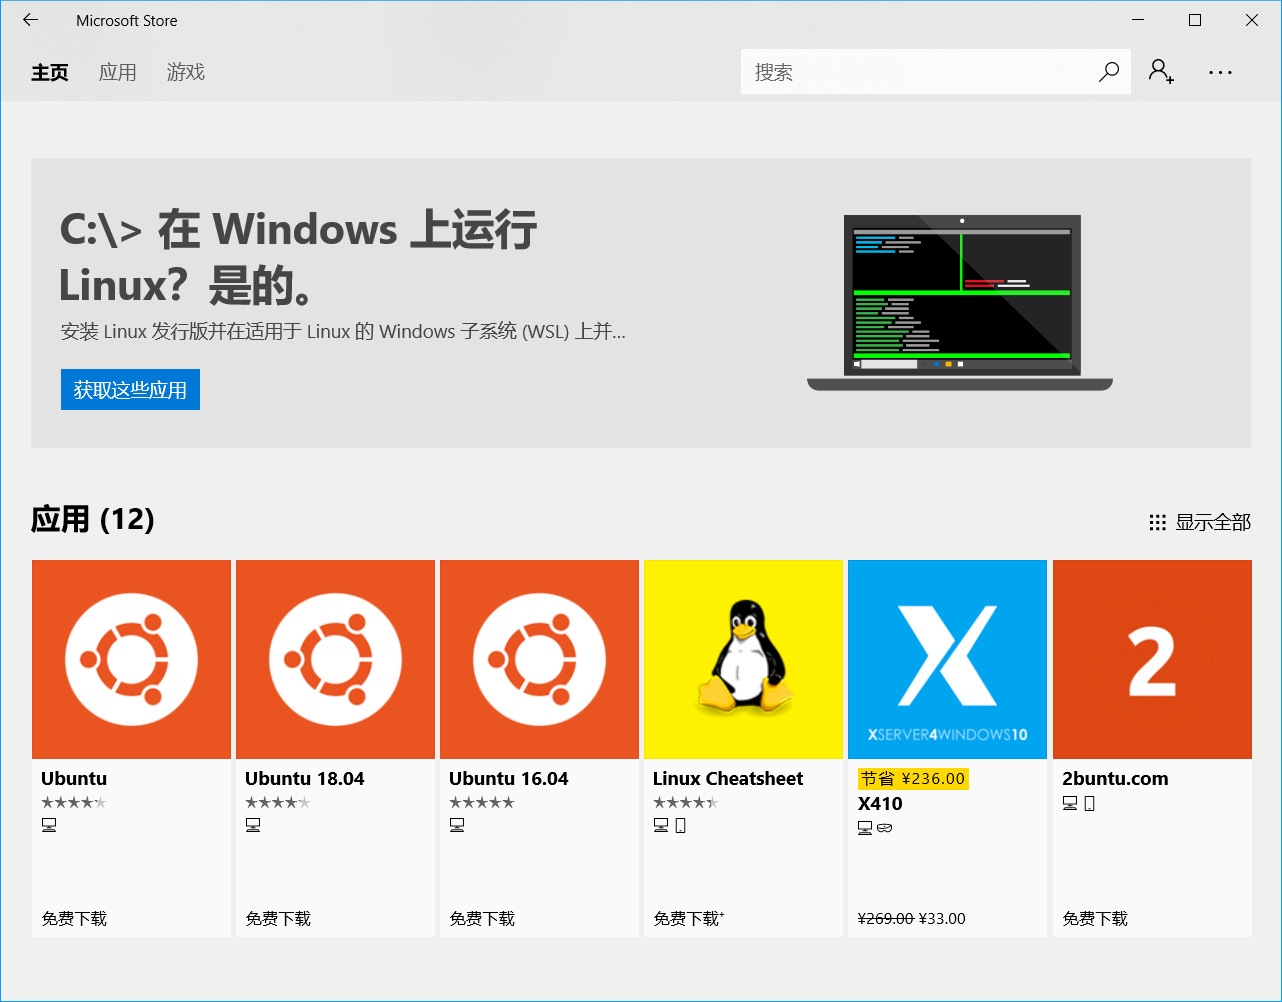 Microsoft Store
主页 应用 游戏
搜索
C:\> 在 Windows 上运行
Linux？是的。
安装 Linux 发行版并在适用于 Linux 的 Windows 子系统 (WSL) 上并...
获取这些应用
应用 (12)
显示全部
XSERVER4WINDOWS10
2
Ubuntu
免费下载
Ubuntu 18.04
免费下载
Ubuntu 16.04
免费下载
Linux Cheatsheet
免费下载+
节省 ¥236.00
X410
¥269.00 ¥33.00
2buntu.com
免费下载